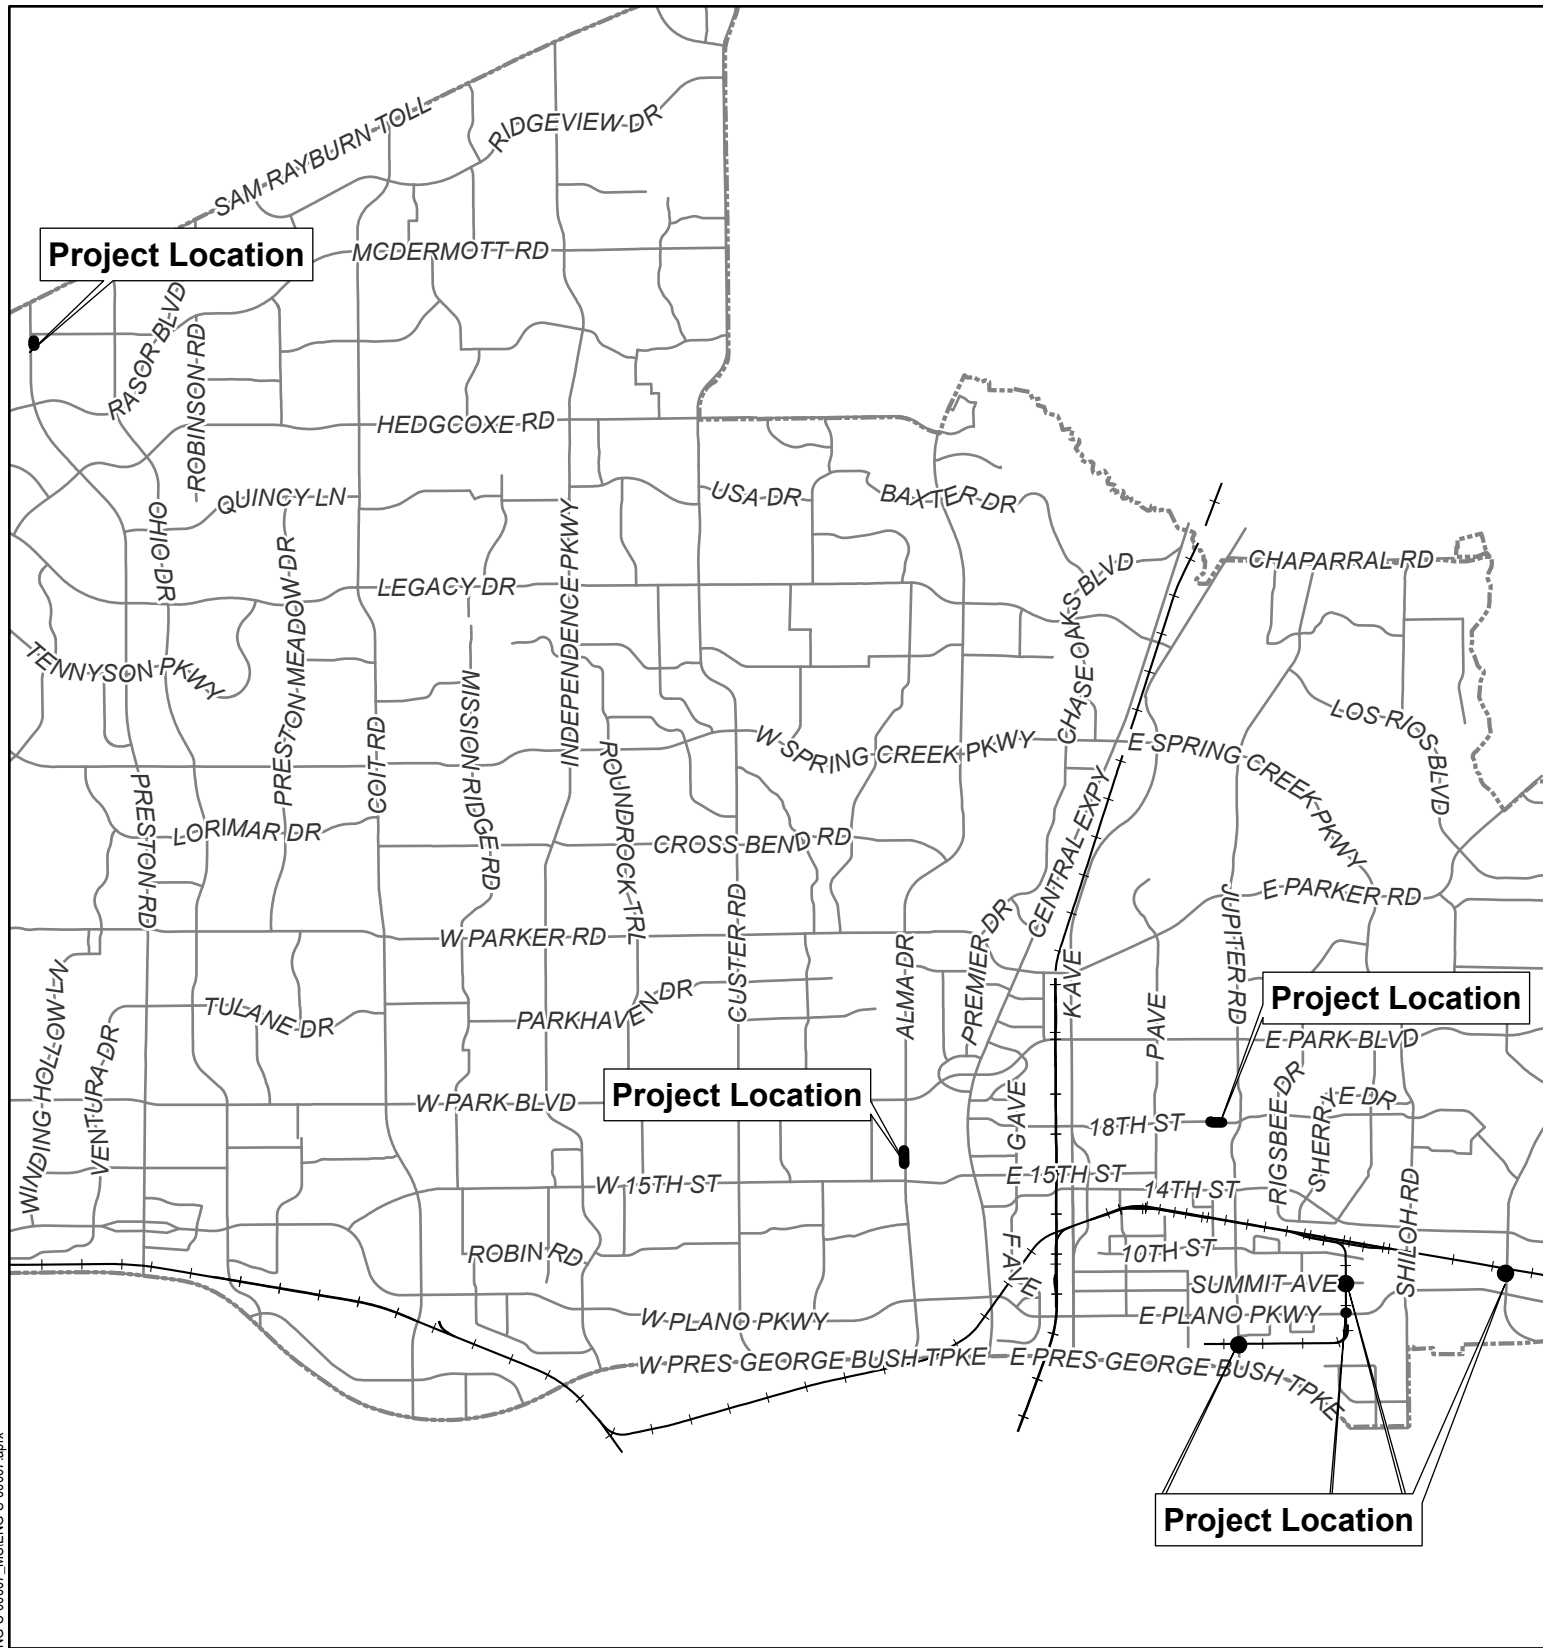 SAM RAYBURN TOLL
RIDGEVIEW DR
Project Location
MCDERMOTT RD
RASOR BLVD
ROBINSON RD
HEDGCOXE RD
QUINCY LN
USA DR
BAXTER DR
OHIO DR
PRESTON MEADOW DR
INDEPENDENCE PKWY
CHASE OAKS BLVD
CHAPARRAL RD
LEGACY DR
TENNYSON PKWY
MISSION RIDGE RD
COIT RD
LOS RIOS BLVD
W SPRING CREEK PKWY
E SPRING CREEK PKWY
PRESTON RD
ROUNDROCK TRL
LORIMAR DR
CROSS BEND RD
CENTRAL EXPY
CUSTER RD
JUPITER RD
E PARKER RD
PREMIER DR
W PARKER RD
ALMA DR
K AVE
P AVE
WINDING HOLLOW LN
VENTURA DR
TULANE DR
PARKHAVEN DR
Project Location
E PARK BLVD
Project Location
W PARK BLVD
G AVE
18TH ST
RIGSBEE DR
SHERRYE DR
E 15TH ST
W 15TH ST
14TH ST
SHILOH RD
ROBIN RD
F AVE
10TH ST
SUMMIT AVE
W PLANO PKWY
E PLANO PKWY
W PRES GEORGE BUSH TPKE
E PRES GEORGE BUSH TPKE
Project Location